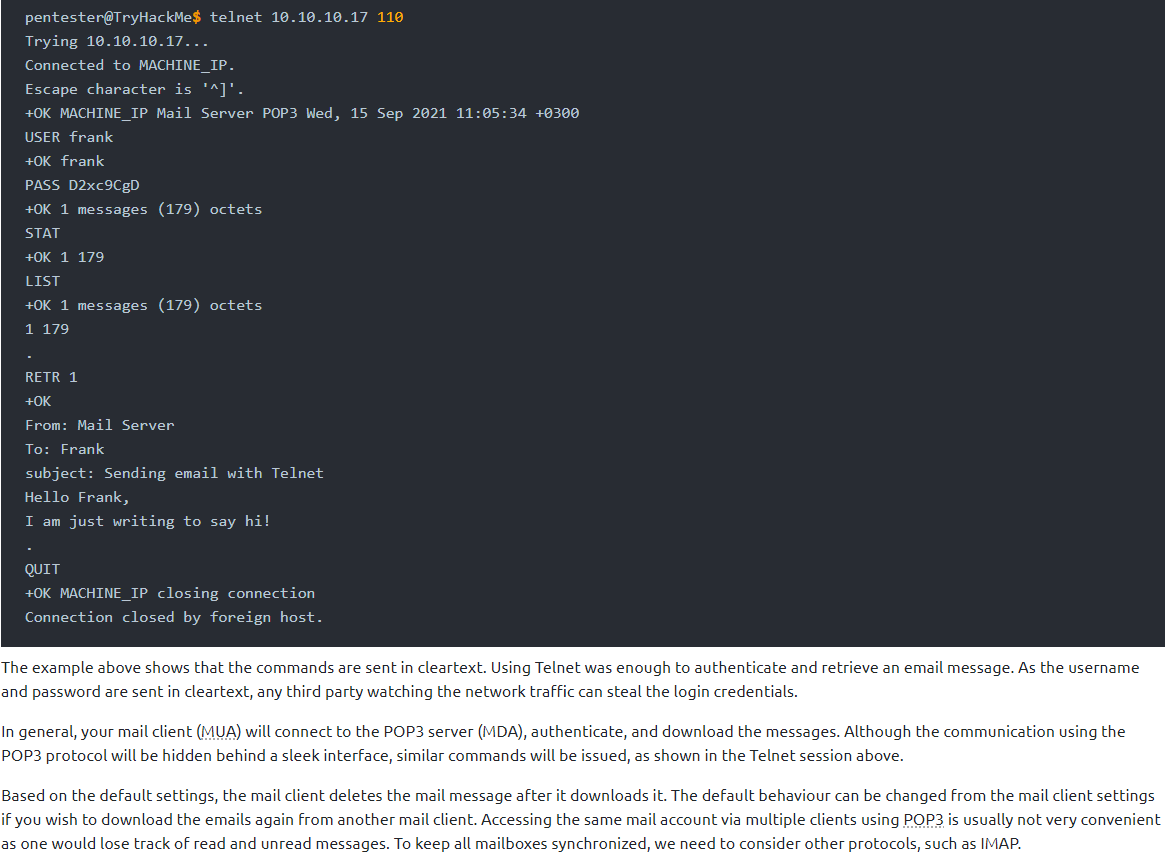 pentester@TryHackMe$ telnet 10.10.10.17 110
Trying 10.10.10.17...
Connected to MACHINE_IP.
Escape character is '^]'.
+OK MACHINE_IP Mail Server POP3 Wed, 15 Sep 2021 11:05:34 +0300
USER frank
+OK frank
PASS D2xc9CgD
+OK 1 messages (179) octets
STAT
+OK 1 179
LIST
+OK 1 messages (179) octets
1 179
.
RETR 1
+OK
From: Mail Server
To: Frank
subject: Sending email with Telnet
Hello Frank,
I am just writing to say hi!
.
QUIT
+OK MACHINE_IP closing connection
Connection closed by foreign host.
The example above shows that the commands are sent in cleartext. Using Telnet was enough to authenticate and retrieve an email message. As the username
and password are sent in cleartext, any third party watching the network traffic can steal the login credentials.
In general, your mail client (MUA) will connect to the POP3 server (MDA), authenticate, and download the messages. Although the communication using the
POP3 protocol will be hidden behind a sleek interface, similar commands will be issued, as shown in the Telnet session above.
Based on the default settings, the mail client deletes the mail message after it downloads it. The default behaviour can be changed from the mail client settings
if you wish to download the emails again from another mail client. Accessing the same mail account via multiple clients using POP3 is usually not very convenient
as one would lose track of read and unread messages. To keep all mailboxes synchronized, we need to consider other protocols, such as IMAP.